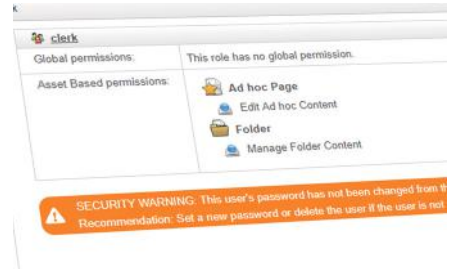 clerk
Global permissions: This role has no global permission.
Asset Based permissions:
Ad hoc Page
Edit Ad hoc Content
Folder
Manage Folder Content
SECURITY WARNING: This user's password has not been changed from
Recommendation: Set a new password or delete the user if the user is not